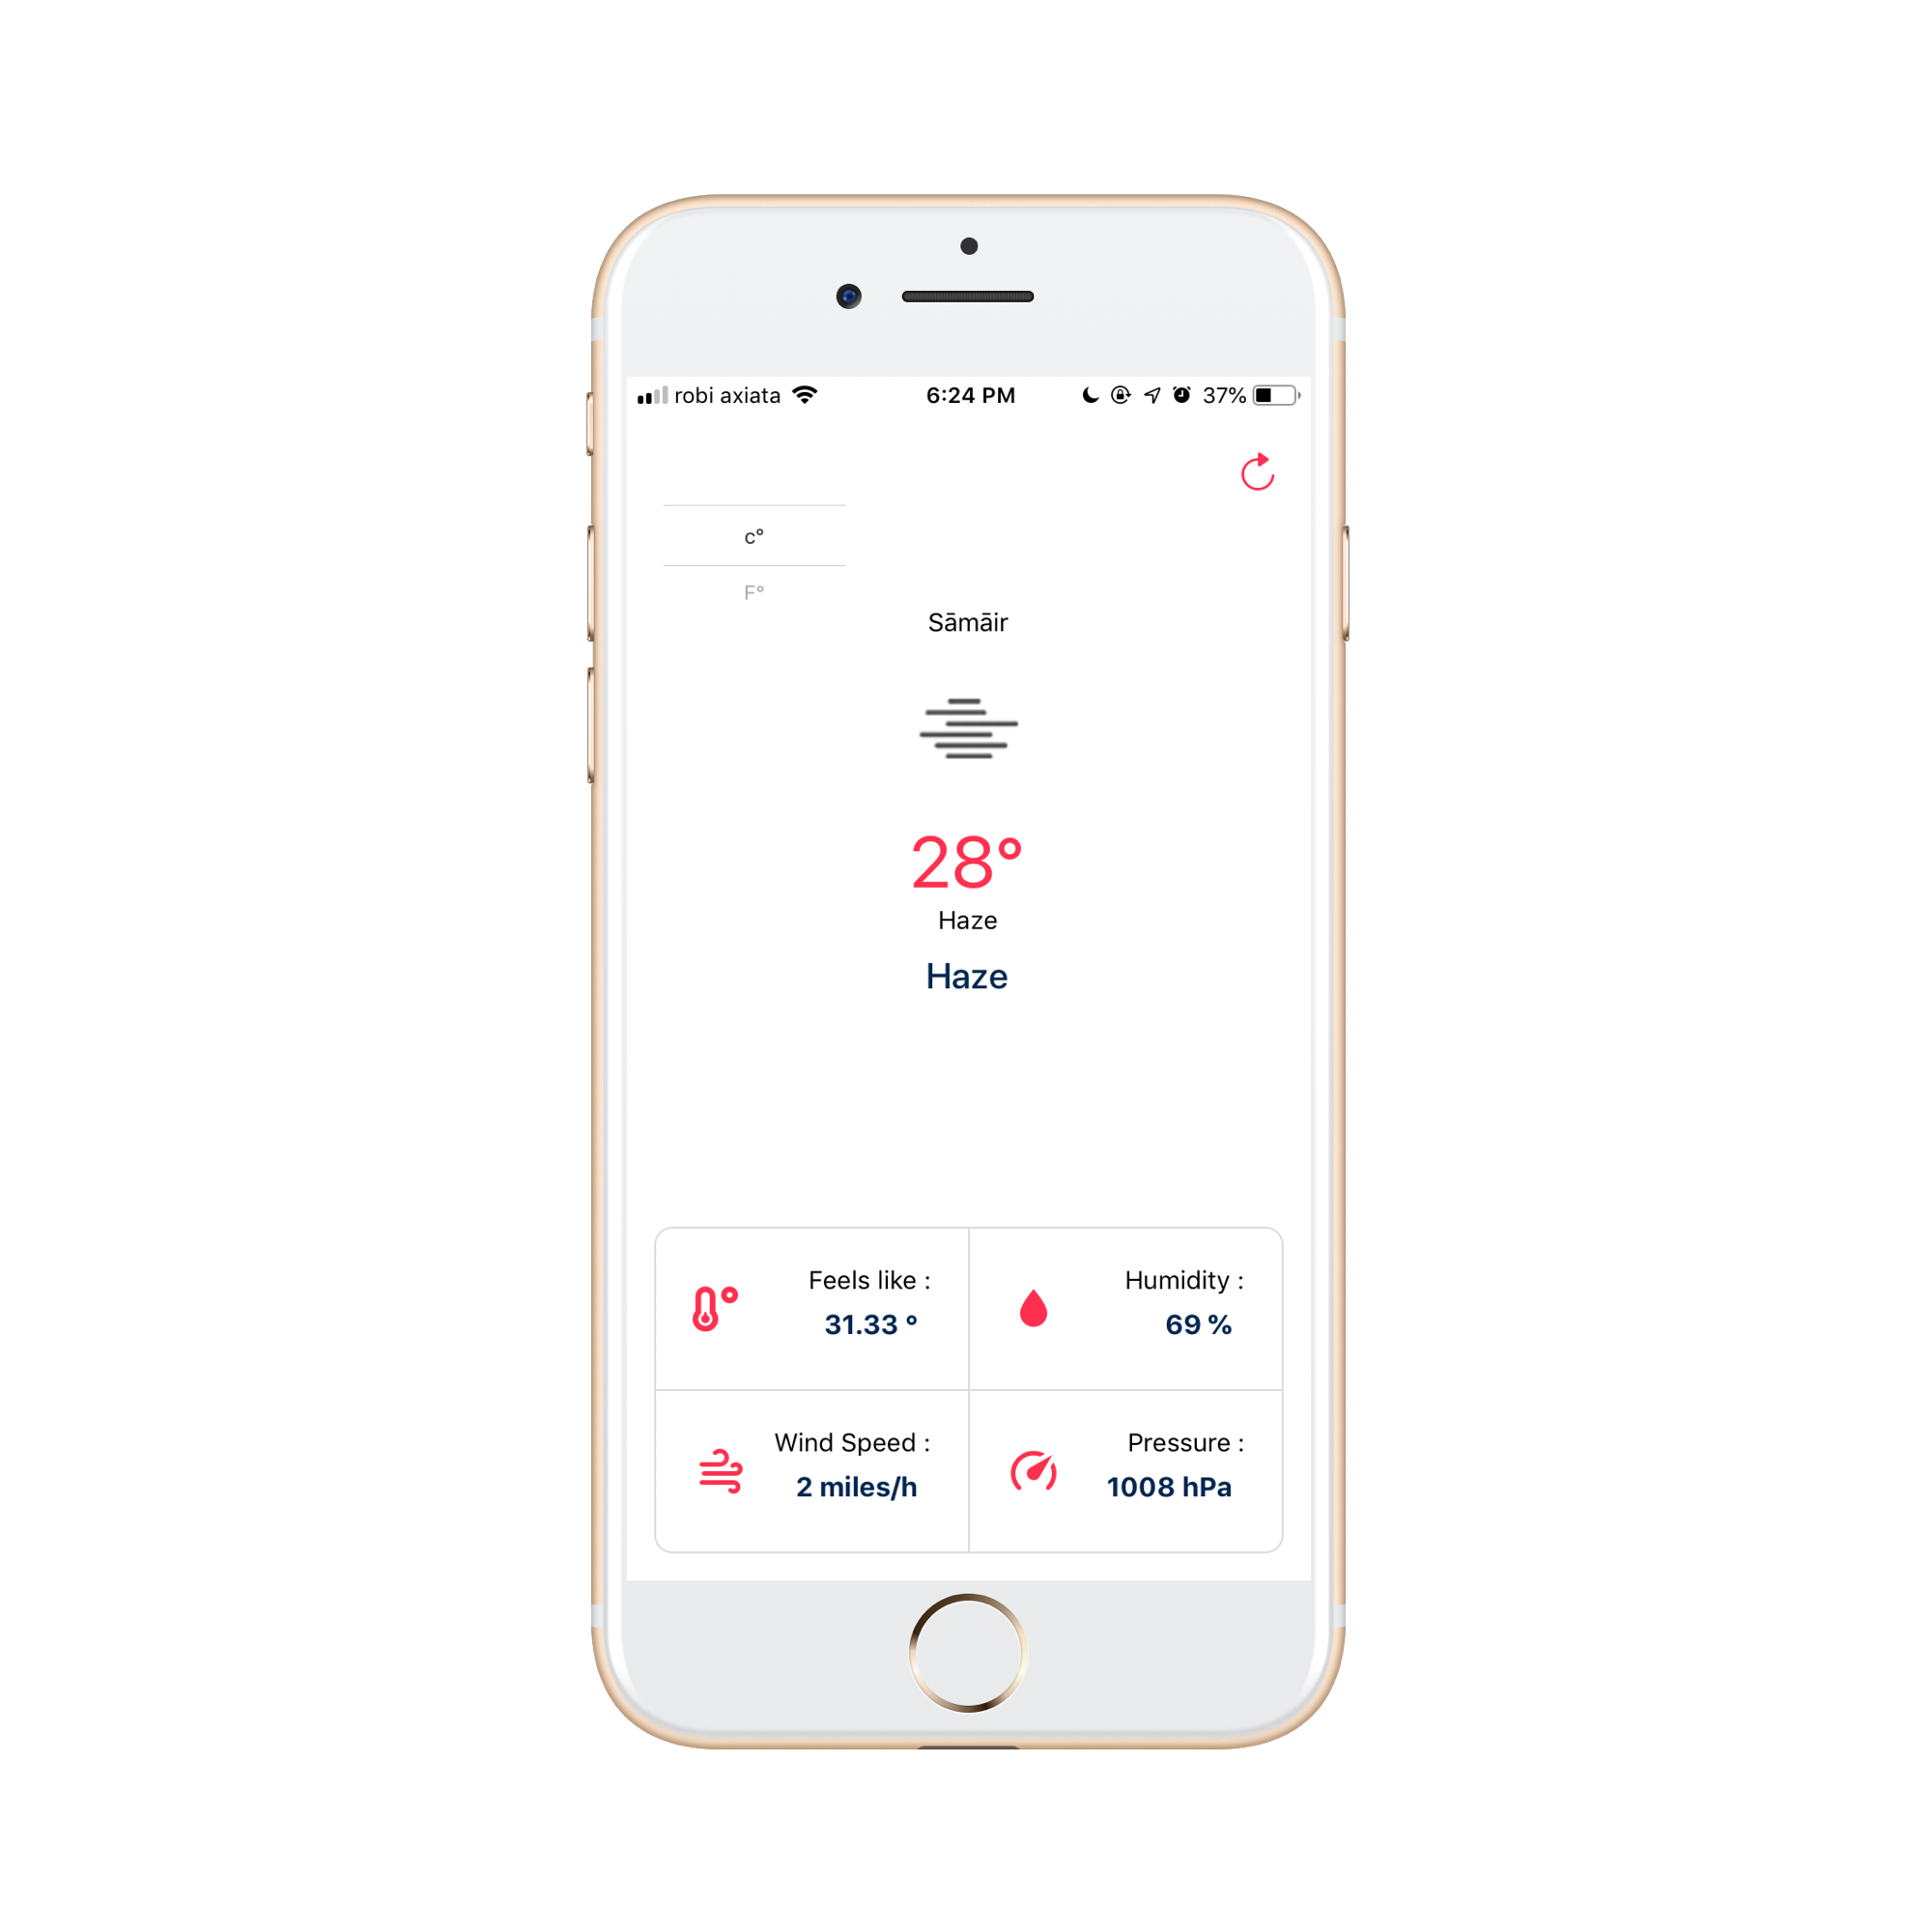 robi axiata 6:24 PM 37%
c°
F°
Sāmāir
28°
Haze
Haze
Feels like :
31.33 °
Humidity :
69 %
Wind Speed :
2 miles/h
Pressure :
1008 hPa